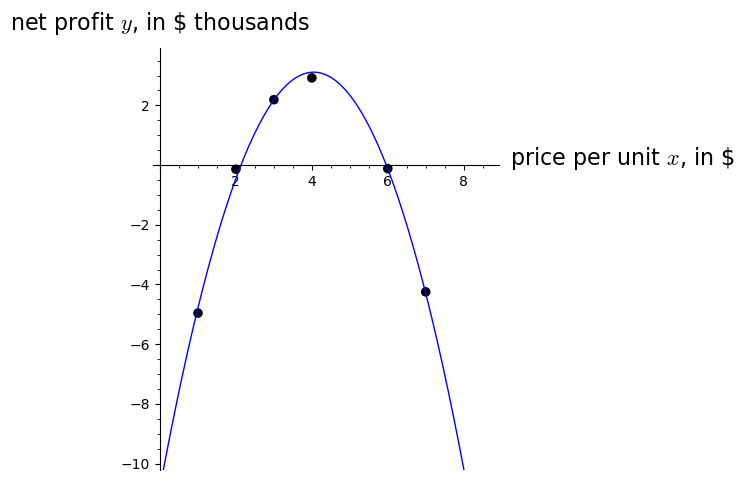 net profit y, in $ thousands
2
price per unit x, in $
2 4 6 8
−2
−4
−6
−8
−10